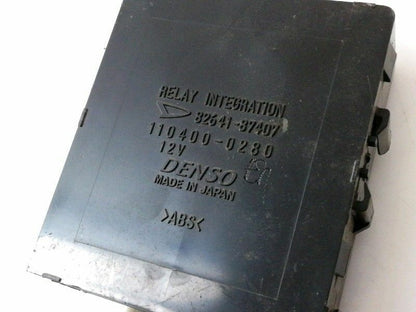 RELAY INTEGRATION
82641-87407
110400-0280
12V
DENSO
MADE IN JAPAN
>ABS<